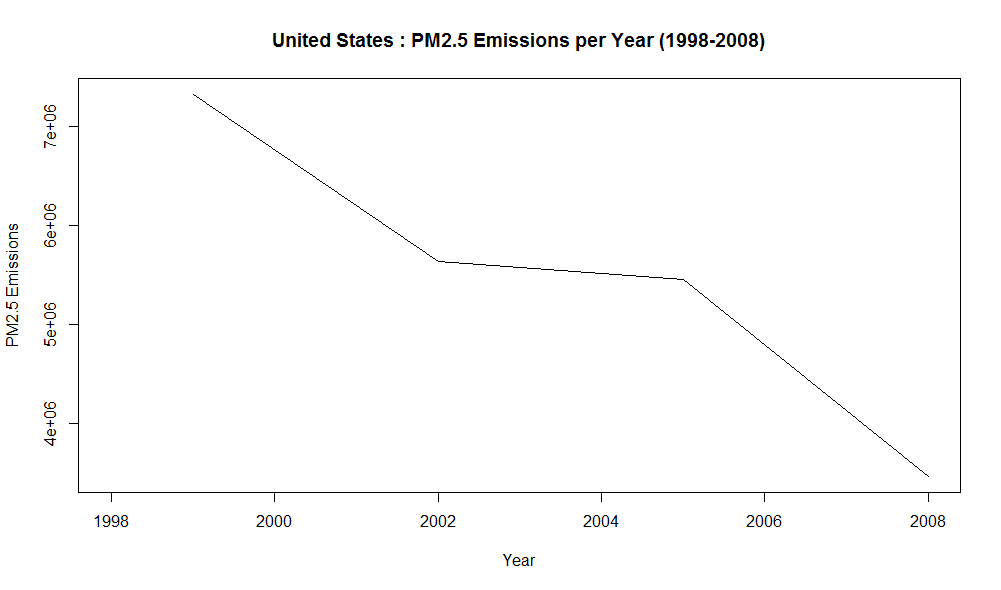 United States : PM2.5 Emissions per Year (1998-2008)
PM2.5 Emissions
7e+06
6e+06
5e+06
4e+06
1998 2000 2002 2004 2006 2008
Year